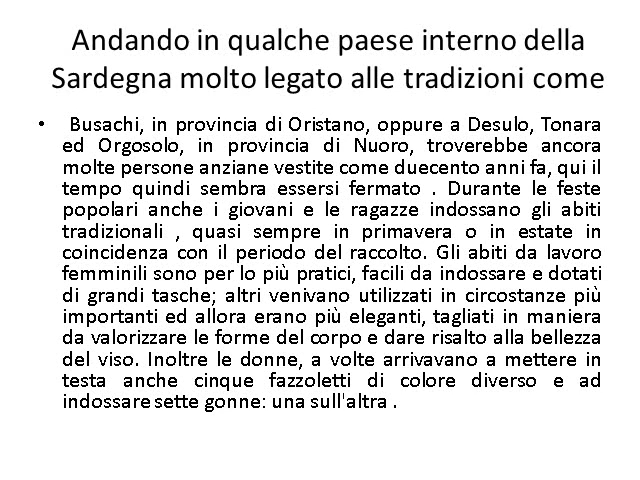 Andando in qualche paese interno della
Sardegna molto legato alle tradizioni come
• Busachi, in provincia di Oristano, oppure a Desulo, Tonara
ed Orgosolo, in provincia di Nuoro, troverebbe ancora
molte persone anziane vestite come duecento anni fa, qui il
tempo quindi sembra essersi fermato . Durante le feste
popolari anche i giovani e le ragazze indossano gli abiti
tradizionali , quasi sempre in primavera o in estate in
coincidenza con il periodo del raccolto. Gli abiti da lavoro
femminili sono per lo più pratici, facili da indossare e dotati
di grandi tasche; altri venivano utilizzati in circostanze più
importanti ed allora erano più eleganti, tagliati in maniera
da valorizzare le forme del corpo e dare risalto alla bellezza
del viso. Inoltre le donne, a volte arrivavano a mettere in
testa anche cinque fazzoletti di colore diverso e ad
indossare sette gonne: una sull'altra .